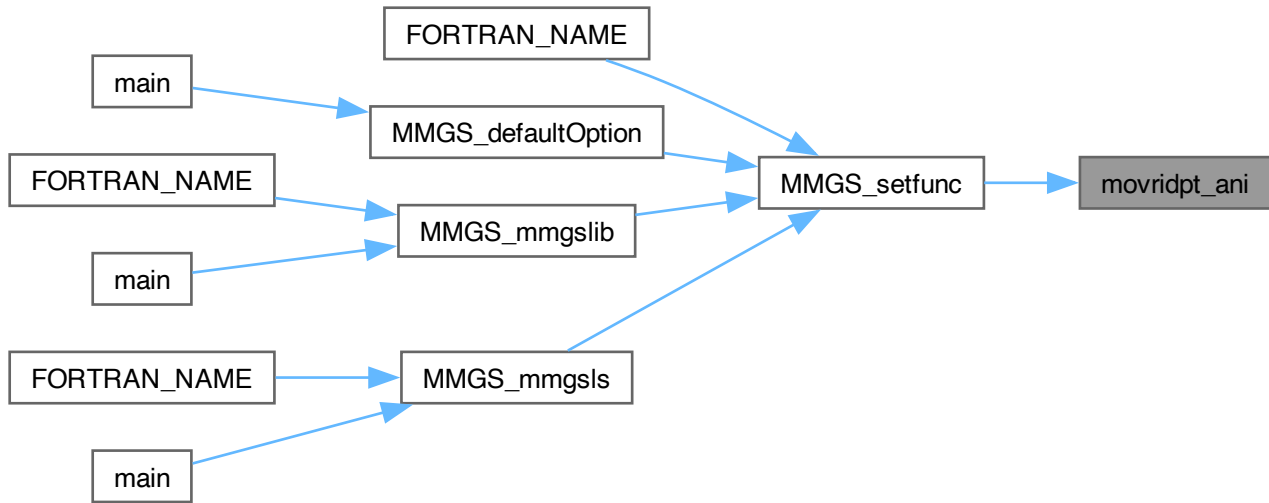 FORTRAN_NAME
main
MMGS_defaultOption
FORTRAN_NAME
MMGS_setfunc
movridpt_ani
MMGS_mmgslib
main
FORTRAN_NAME
MMGS_mmgsls
main